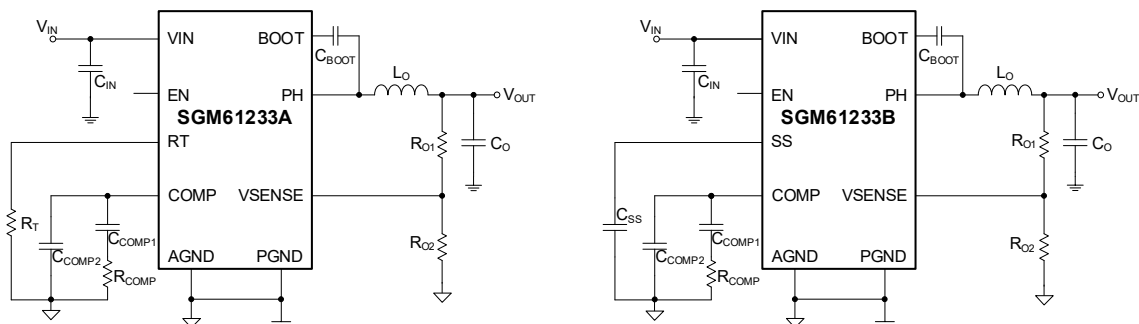 VIN
VIN
BOOT
CBOOT
CIN
LO
EN
PH
VOUT
SGM61233A
RT
RO1
CO
COMP
VSENSE
RT
CCOMP1
CCOMP2
RCOMP
RO2
AGND
PGND
VIN
VIN
BOOT
CBOOT
CIN
LO
EN
PH
VOUT
SGM61233B
SS
RO1
CO
COMP
VSENSE
CSS
CCOMP1
CCOMP2
RCOMP
RO2
AGND
PGND